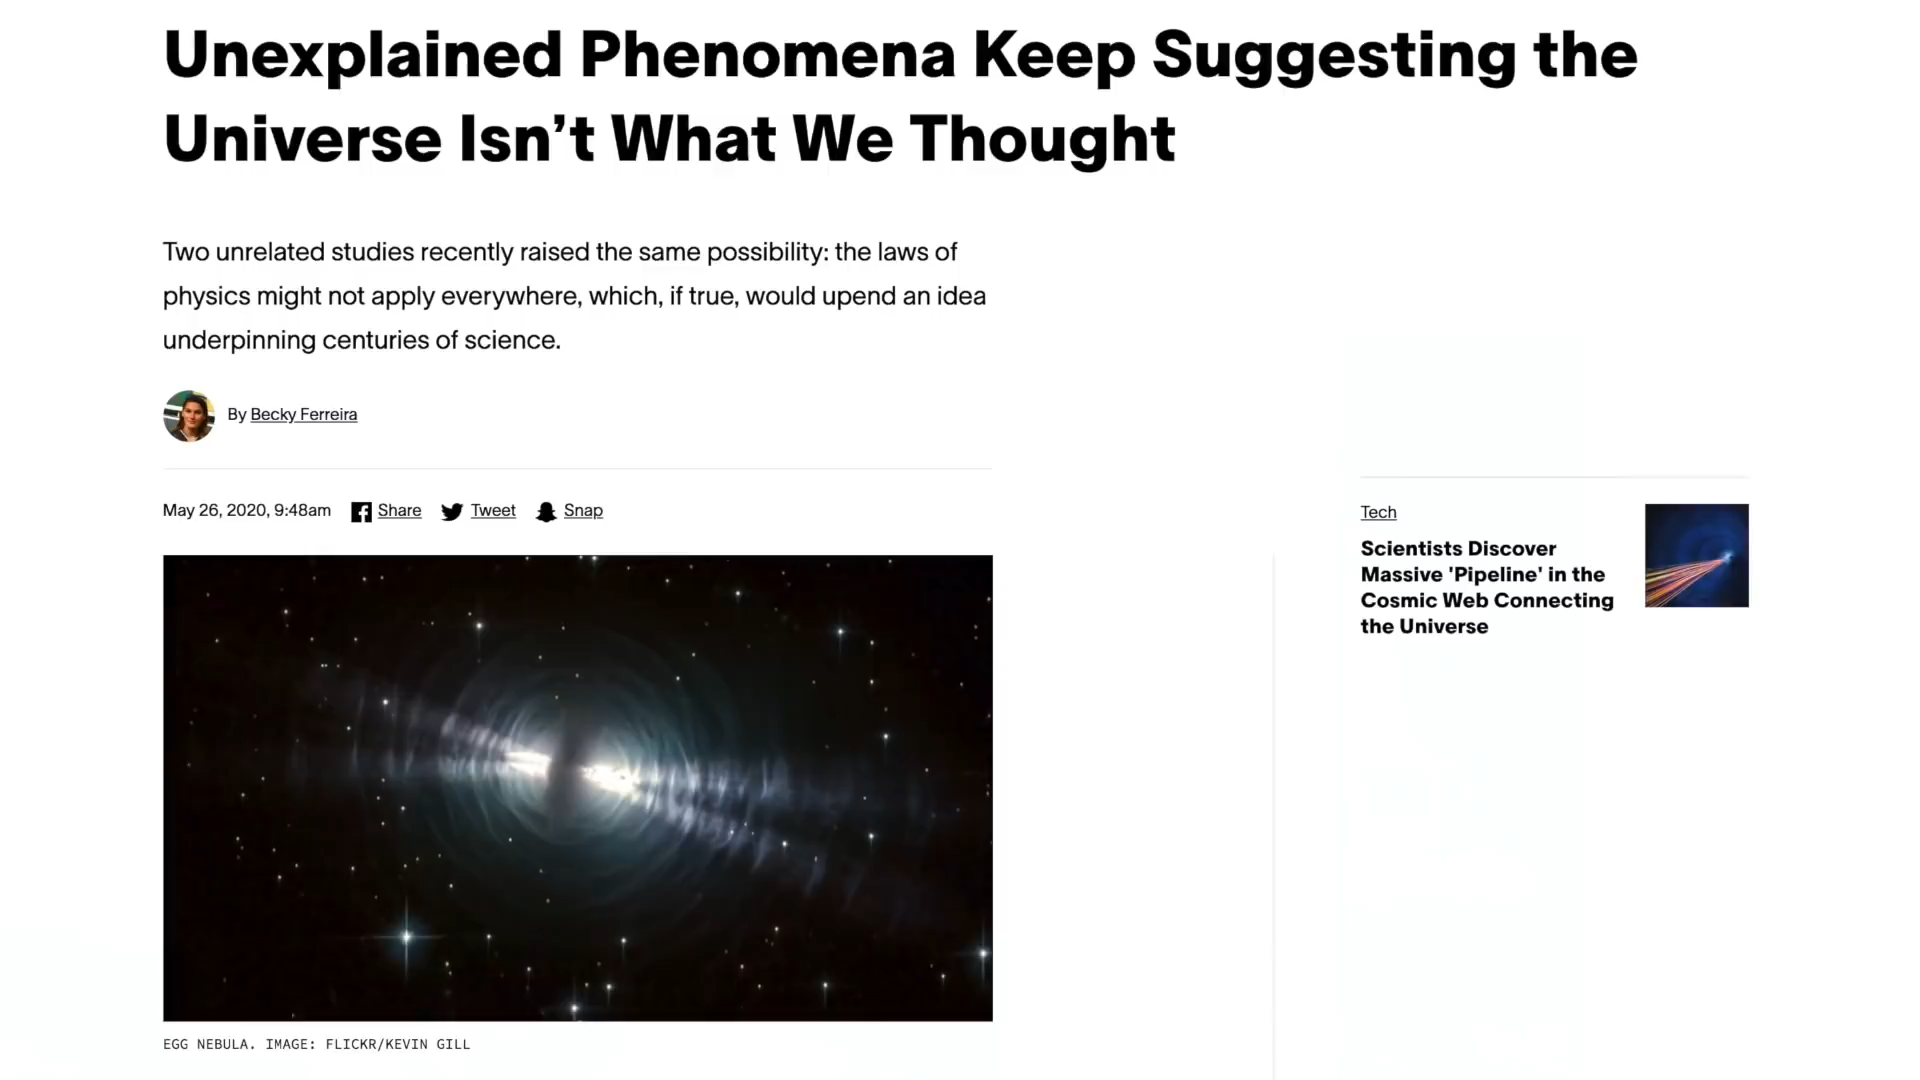 Unexplained Phenomena Keep Suggesting the
Universe Isn’t What We Thought
Two unrelated studies recently raised the same possibility: the laws of
physics might not apply everywhere, which, if true, would upend an idea
underpinning centuries of science.
By Becky Ferreira
May 26, 2020, 9:48am Share Tweet Snap
EGG NEBULA. IMAGE: FLICKR/KEVIN GILL
Tech
Scientists Discover
Massive 'Pipeline' in the
Cosmic Web Connecting
the Universe